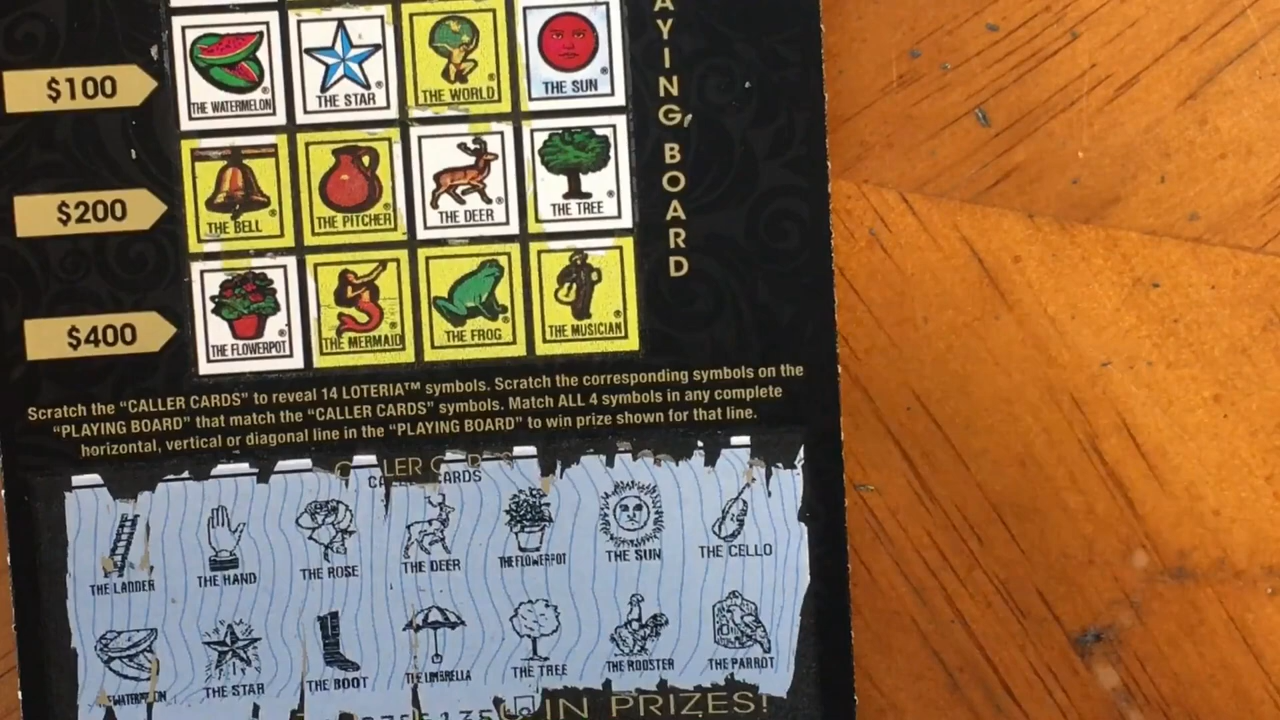 $100
THE WATERMELON
THE STAR
THE WORLD
THE SUN
$200
THE BELL
THE PITCHER
THE DEER
THE TREE
$400
THE FLOWERPOT
THE MERMAID
THE FROG
THE MUSICIAN
AYING BOARD
Scratch the “CALLER CARDS” to reveal 14 LOTERIA™ symbols. Scratch the corresponding symbols on the
“PLAYING BOARD” that match the “CALLER CARDS” symbols. Match ALL 4 symbols in any complete
horizontal, vertical or diagonal line in the “PLAYING BOARD” to win prize shown for that line.
THE LADDER
THE HAND
THE ROSE
THE DEER
THE FLOWERPOT
THE SUN
THE CELLO
THE WATERMELON
THE STAR
THE BOOT
THE UMBRELLA
THE TREE
THE ROOSTER
THE PARROT
IN PRIZES!